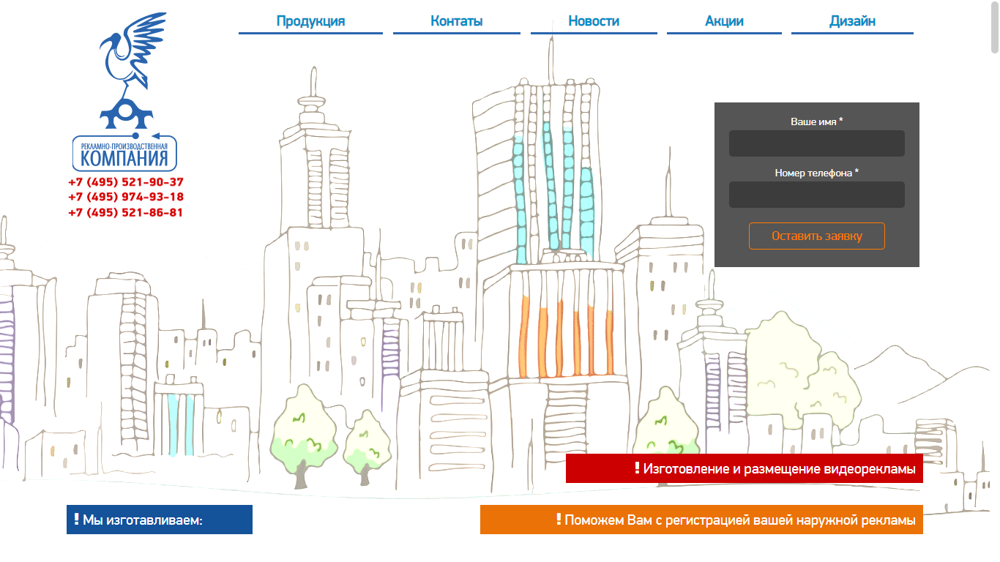 Продукция
Контаты
Новости
Акции
Дизайн
РЕКЛАМНО-ПРОИЗВОДСТВЕННАЯ
КОМПАНИЯ
+7 (495) 521-90-37
+7 (495) 974-93-18
+7 (495) 521-86-81
Ваше имя *
Номер телефона *
Оставить заявку
! Изготовление и размещение видеорекламы
! Мы изготавливаем:
! Поможем Вам с регистрацией вашей наружной рекламы